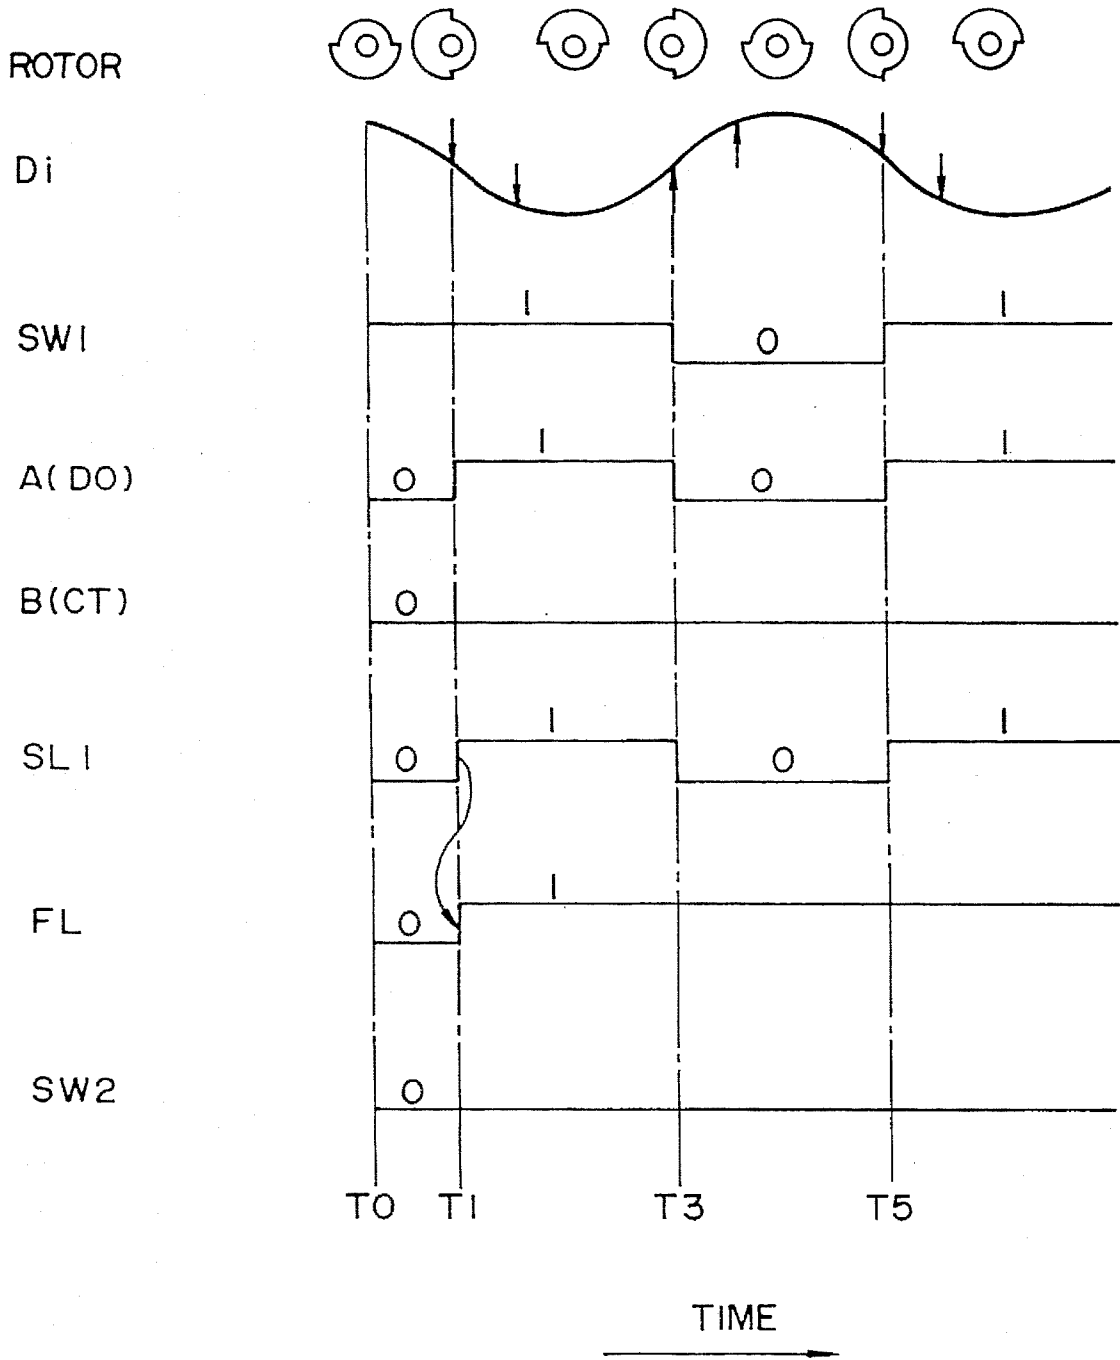 ROTOR
Di
1 1
SW1 0
1 1
A(DO) 0 0
B(CT) 0
1 1
SL1 0 0
1
FL 0
SW2 0
T0 T1 T3 T5
TIME